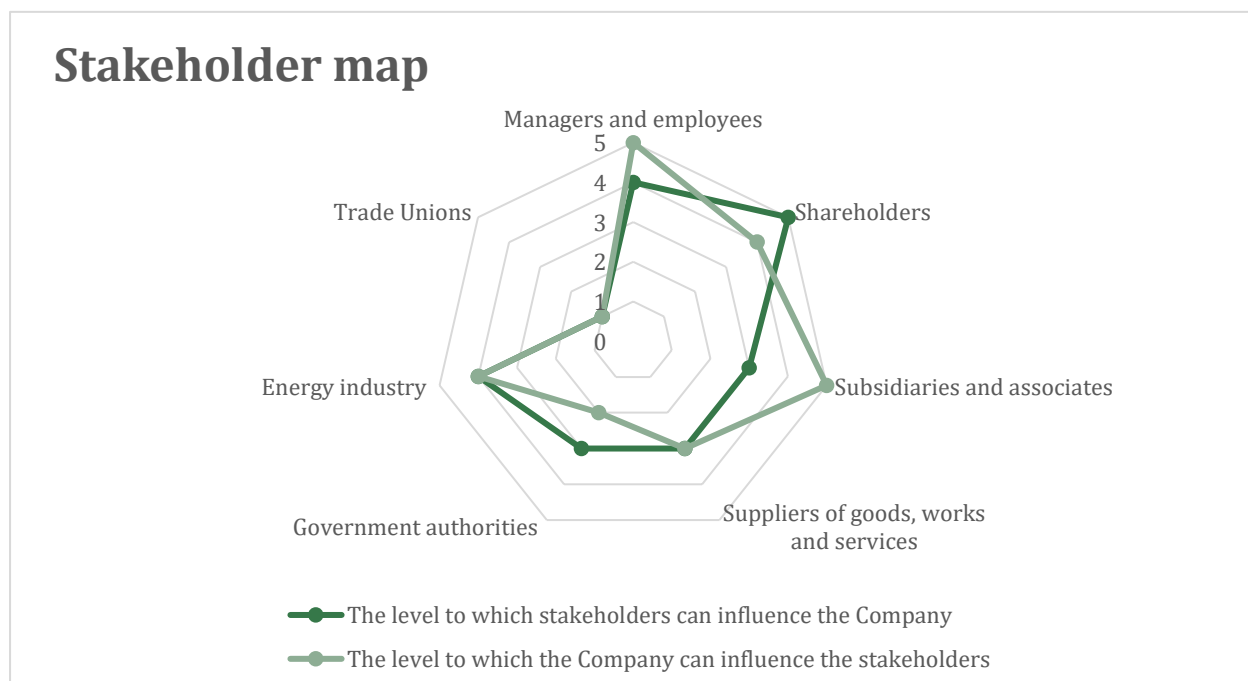 Stakeholder map
Managers and employees
5
4
3
2
1
0
Trade Unions
Shareholders
Energy industry
Subsidiaries and associates
Government authorities
Suppliers of goods, works
and services
The level to which stakeholders can influence the Company
The level to which the Company can influence the stakeholders